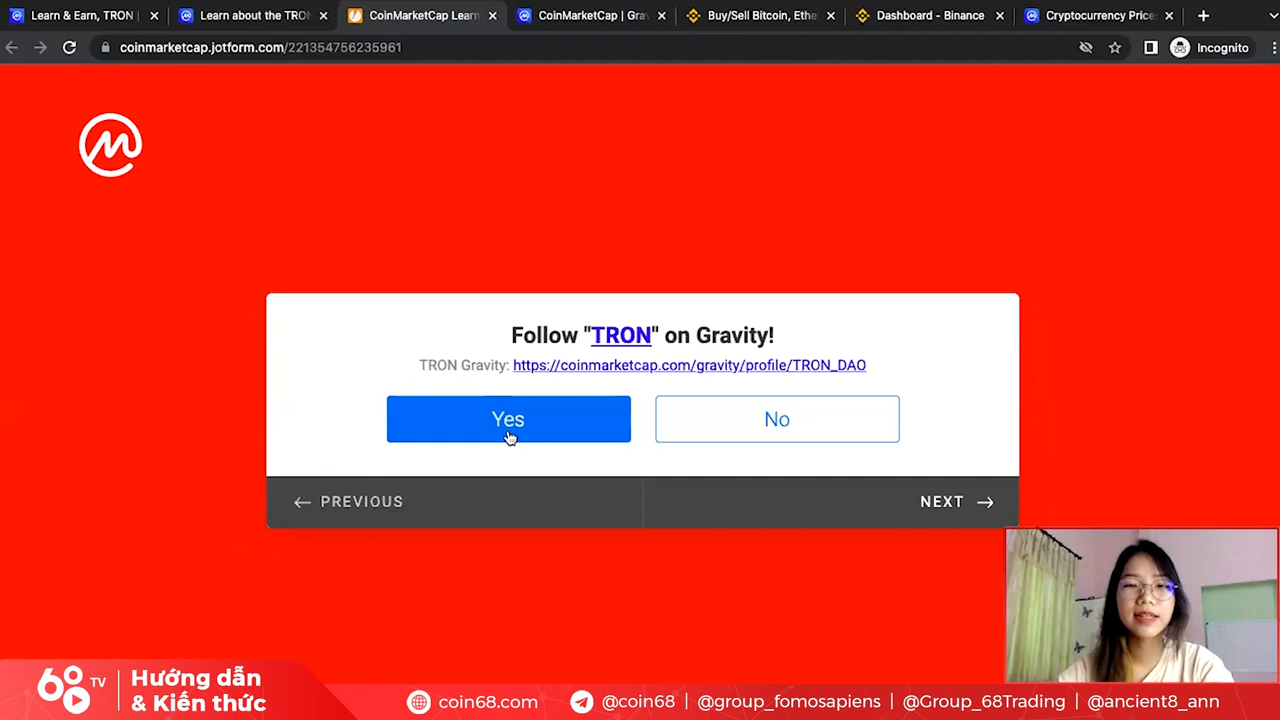 Learn & Earn, TRON
Learn about the TRO
CoinMarketCap Learn
CoinMarketCap | Gra
Buy/Sell Bitcoin, Ethe
Dashboard - Binance
Cryptocurrency Price
coinmarketcap.jotform.com/221354756235961
Incognito
Follow "TRON" on Gravity!
TRON Gravity: https://coinmarketcap.com/gravity/profile/TRON_DAO
Yes
No
← PREVIOUS
NEXT →
68 TV
Hướng dẫn
& Kiến thức
coin68.com
@coin68 | @group_fomosapiens | @Group_68Trading | @ancient8_ann